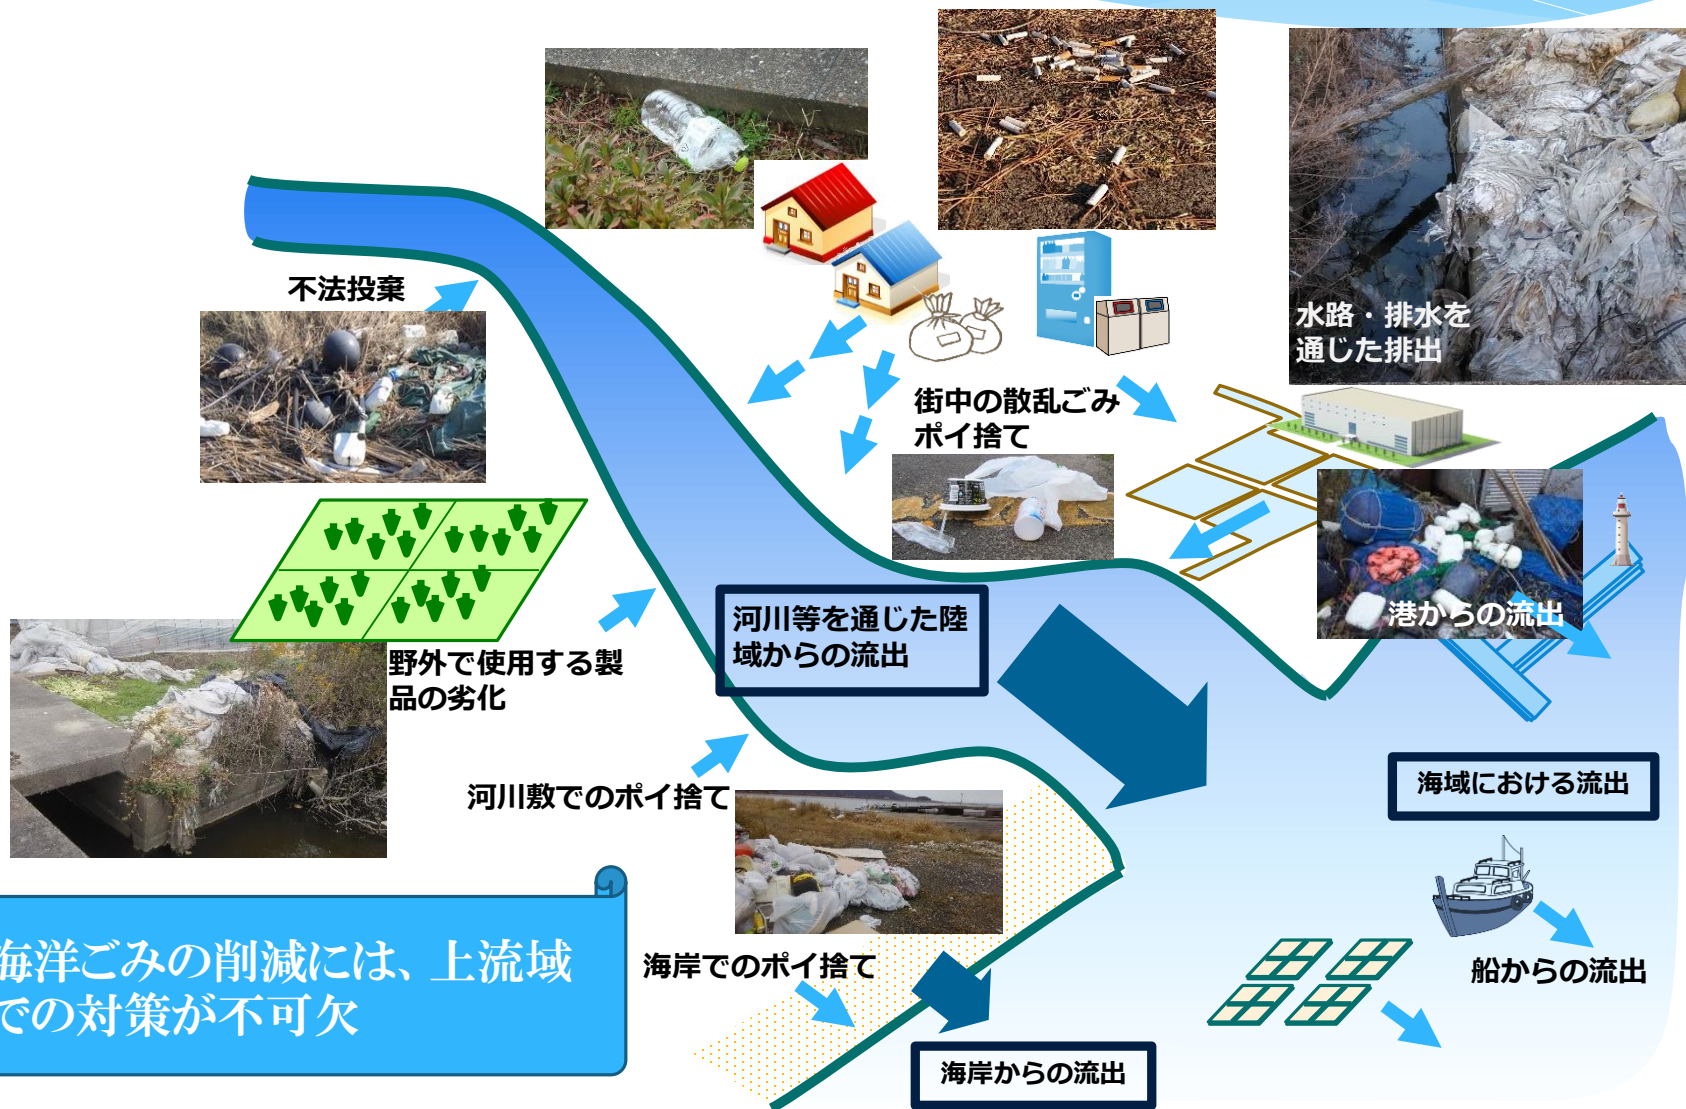 不法投棄
水路・排水を
通じた排出
街中の散乱ごみ
ポイ捨て
港からの流出
河川等を通じた陸
域からの流出
野外で使用する製
品の劣化
河川敷でのポイ捨て
海域における流出
海洋ごみの削減には、上流域
での対策が不可欠
海岸でのポイ捨て
船からの流出
海岸からの流出